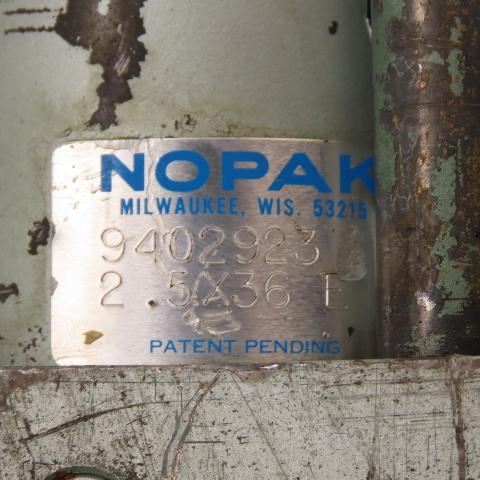 NOPAK
MILWAUKEE, WIS. 53215
9402923
2.5X36 E
PATENT PENDING